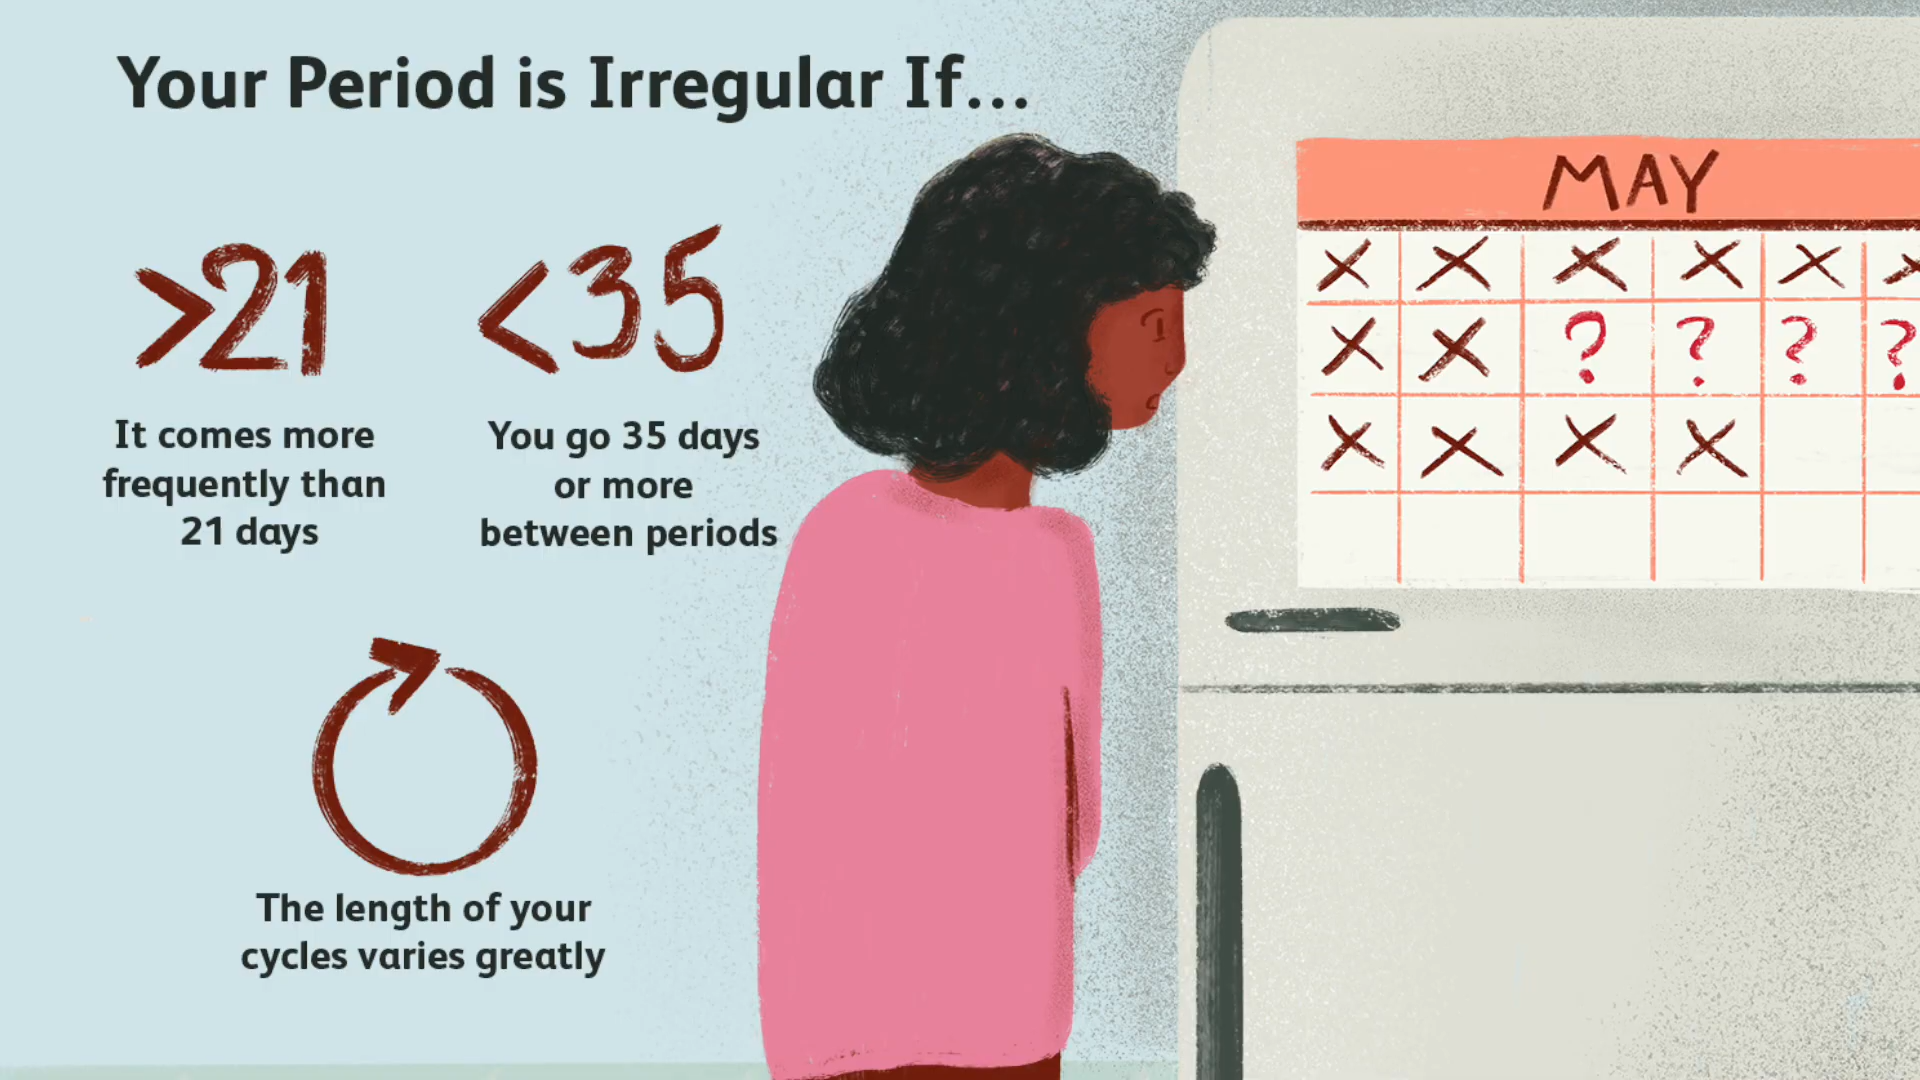 Your Period is Irregular If...
>21
<35
It comes more
frequently than
21 days
You go 35 days
or more
between periods
The length of your
cycles varies greatly
MAY
X X X X X X
X X ? ? ? ?
X X X X